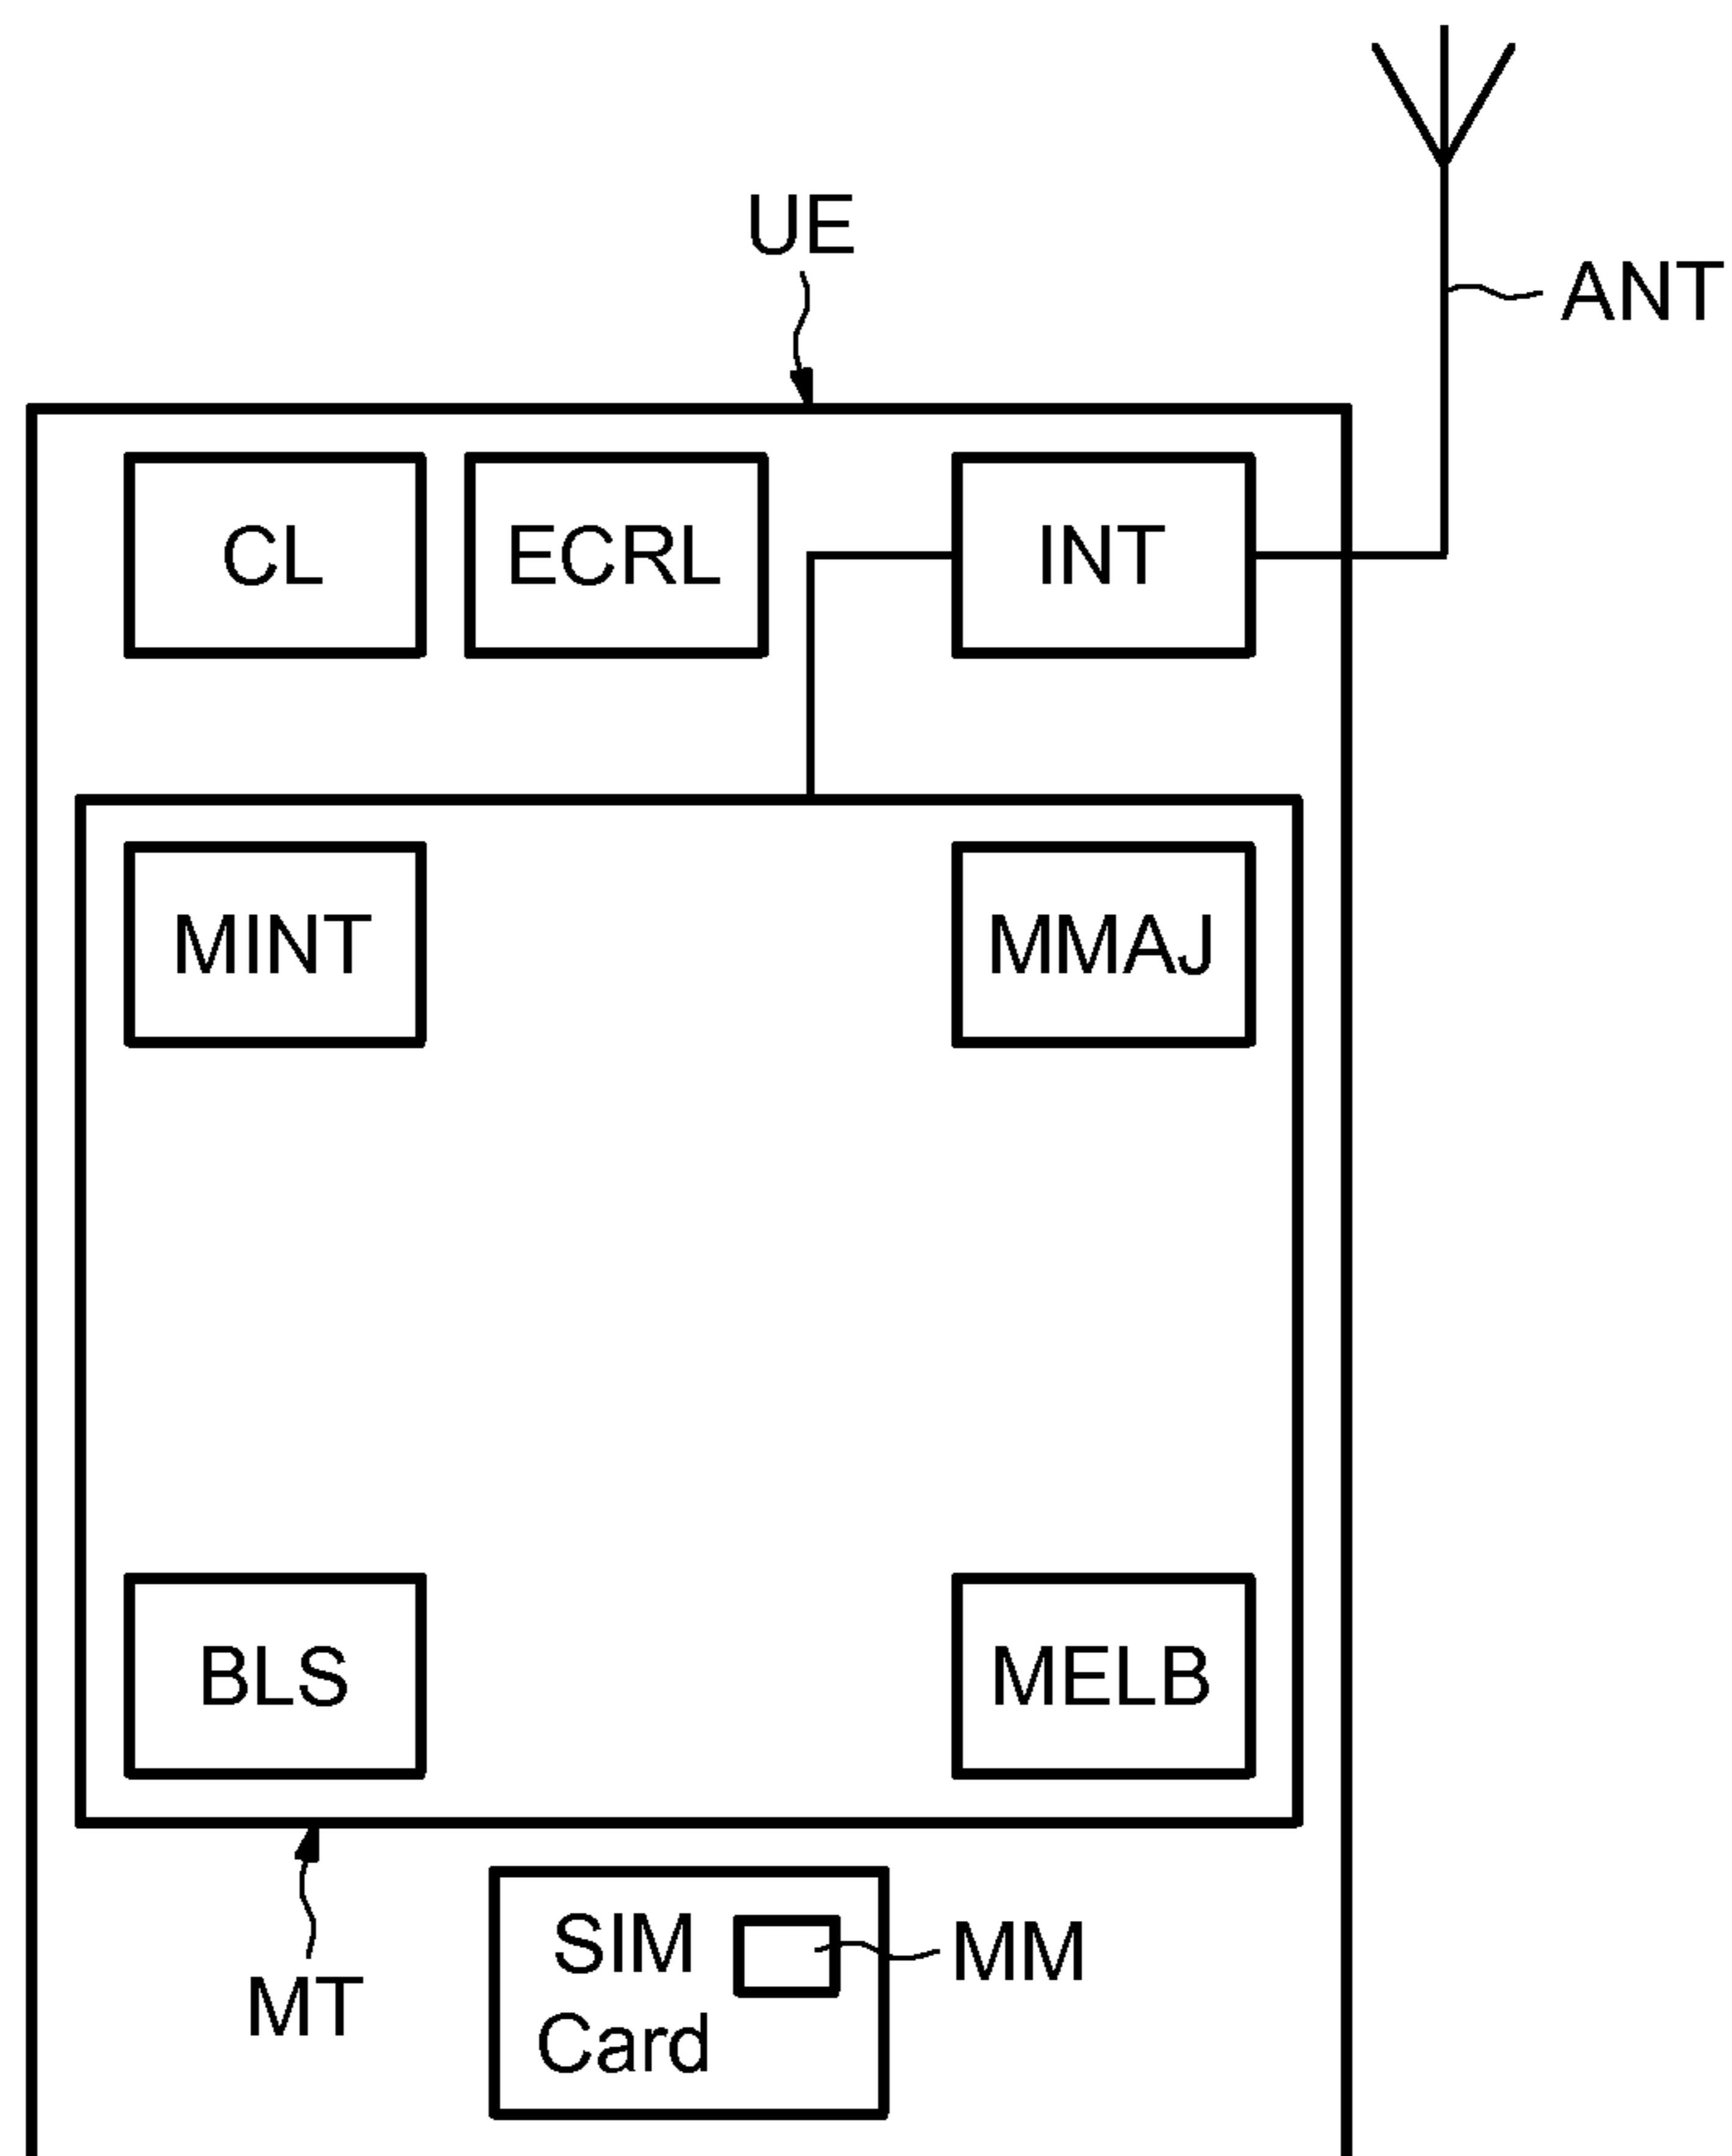 UE
ANT
CL
ECRL
INT
MINT
MMAJ
BLS
MELB
SIM
Card
MM
MT